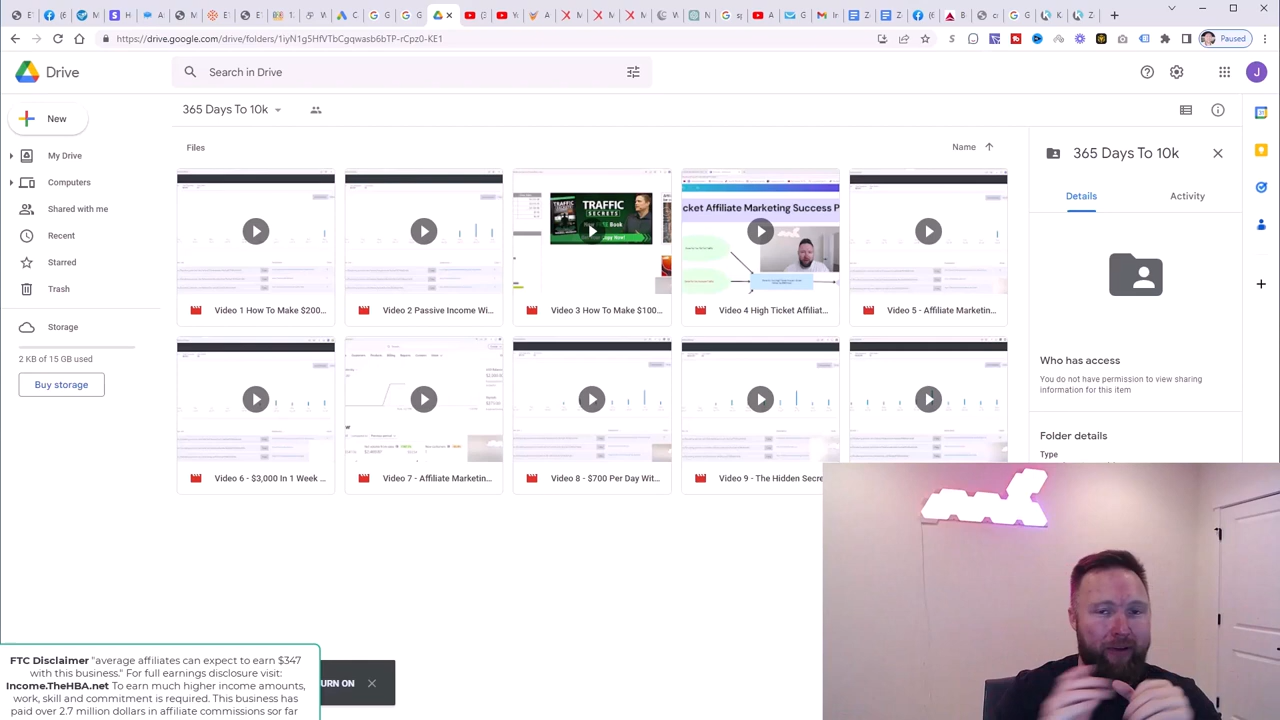 https://drive.google.com/drive/folders/1iyN1g5HfVTbCgqwasb6bTP-rCpz0-KE1
Paused
Drive
Search in Drive
J
New
365 Days To 10k
My Drive
Computers
Shared with me
Recent
Starred
Trash
Storage
2 KB of 15 GB used
Buy storage
Files
Name
TRAFFIC
SECRETS
cket Affiliate Marketing Success P
Video 1 How To Make $200...
Video 2 Passive Income Wi...
Video 3 How To Make $100...
Video 4 High Ticket Affiliat...
Video 5 - Affiliate Marketin...
Video 6 - $3,000 In 1 Week ...
Video 7 - Affiliate Marketin...
Video 8 - $700 Per Day Wit...
Video 9 - The Hidden Secre
365 Days To 10k
Details
Activity
Who has access
You do not have permission to view sharing
information for this item
Folder details
Type
URN ON
FTC Disclaimer "average affiliates can expect to earn $347
with this business." For full earnings disclosure visit:
Income.TheHBA.net To earn much higher income amounts,
work, skill and commitment is required. This business has
paid over 2.7 million dollars in affiliate commissions sor far